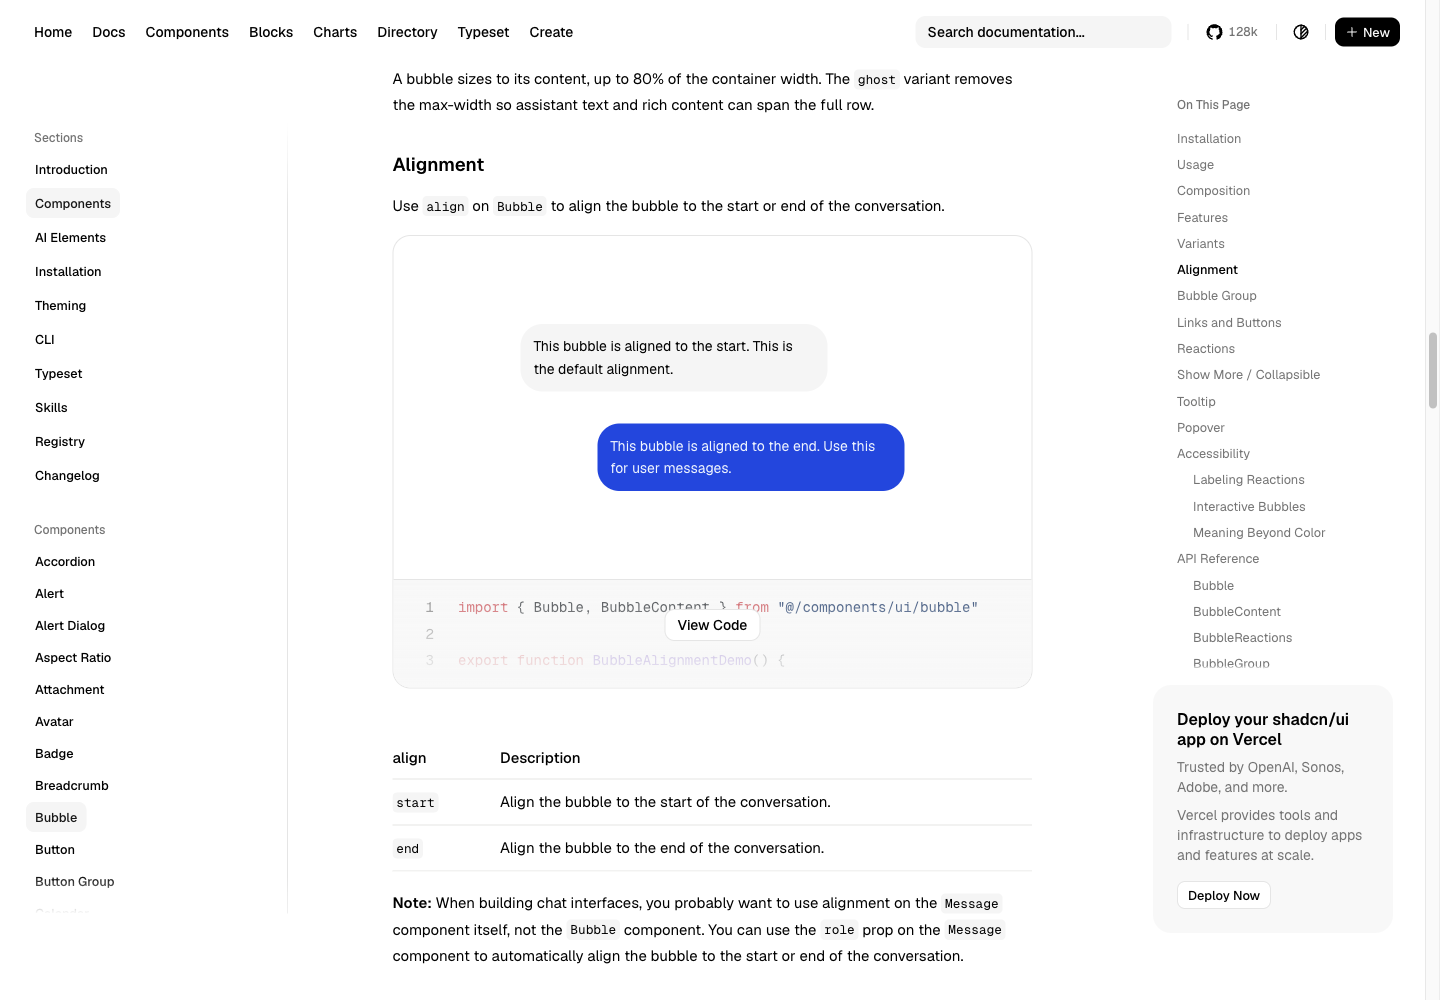 Home Docs Components Blocks Charts Directory Typeset Create
Search documentation...
128k
New
Sections
Introduction
Components
AI Elements
Installation
Theming
CLI
Typeset
Skills
Registry
Changelog
Components
Accordion
Alert
Alert Dialog
Aspect Ratio
Attachment
Avatar
Badge
Breadcrumb
Bubble
Button
Button Group
Calendar
A bubble sizes to its content, up to 80% of the container width. The ghost variant removes
the max-width so assistant text and rich content can span the full row.
Alignment
Use align on Bubble to align the bubble to the start or end of the conversation.
This bubble is aligned to the start. This is
the default alignment.
This bubble is aligned to the end. Use this
for user messages.
1 import { Bubble, BubbleContent } from "@/components/ui/bubble"
2
View Code
3 export function BubbleAlignmentDemo() {
align Description
start Align the bubble to the start of the conversation.
end Align the bubble to the end of the conversation.
Note: When building chat interfaces, you probably want to use alignment on the Message
component itself, not the Bubble component. You can use the role prop on the Message
component to automatically align the bubble to the start or end of the conversation.
On This Page
Installation
Usage
Composition
Features
Variants
Alignment
Bubble Group
Links and Buttons
Reactions
Show More / Collapsible
Tooltip
Popover
Accessibility
Labeling Reactions
Interactive Bubbles
Meaning Beyond Color
API Reference
Bubble
BubbleContent
BubbleReactions
BubbleGroup
Deploy your shadcn/ui
app on Vercel
Trusted by OpenAI, Sonos,
Adobe, and more.
Vercel provides tools and
infrastructure to deploy apps
and features at scale.
Deploy Now